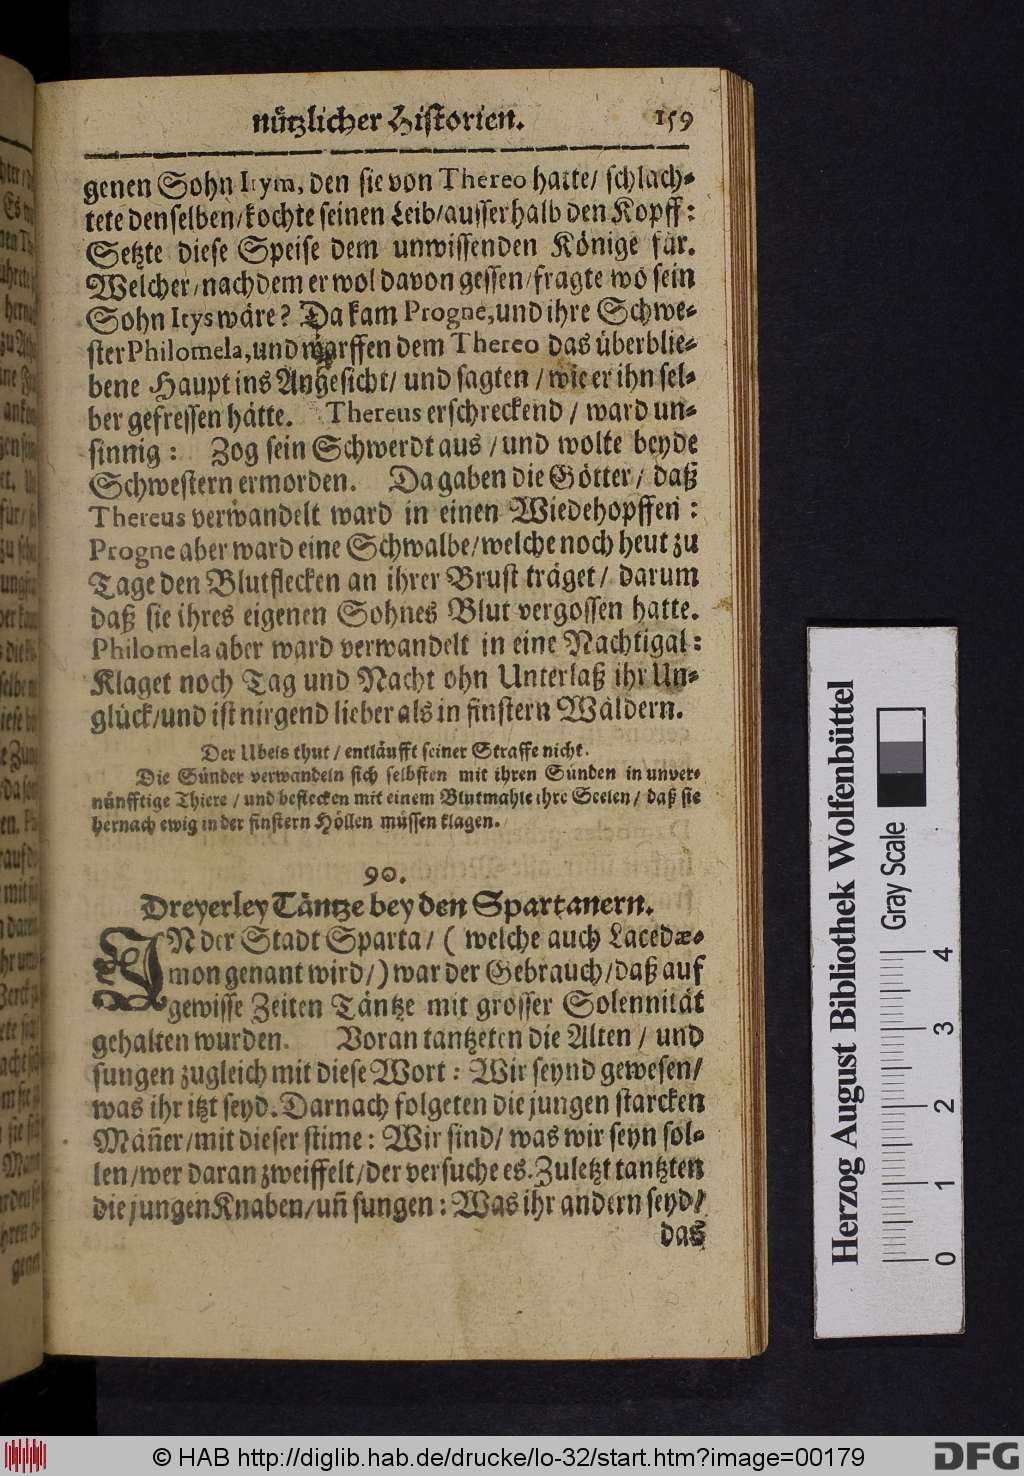 nützlicher Historien. 159
genen Sohn Itym, den sie von Thereo hatte/ schlach-
tete denselben/ kochte seinen Leib/ ausserhalb den Kopff:
Setzte diese Speise dem unwissenden Könige für.
Welcher/ nachdem er wol davon gessen/ fragte wo sein
Sohn Itys wäre? Da kam Progne, und ihre Schwe-
ster Philomela, und warffen dem Thereo das überblie-
bene Haupt ins Angesicht/ und sagten / wie er ihn sel-
ber gefressen hätte. Thereus erschreckend / ward un-
sinnig: Zog sein Schwerdt aus / und wolte beyde
Schwestern ermorden. Da gaben die Götter/ daß
Thereus verwandelt ward in einen Wiedehopffen:
Progne aber ward eine Schwalbe/ welche noch heut zu
Tage den Blutflecken an ihrer Brust träget/ darum
daß sie ihres eigenen Sohnes Blut vergossen hatte.
Philomela aber ward verwandelt in eine Nachtigal:
Klaget noch Tag und Nacht ohn Unterlaß ihr Un-
glück/ und ist nirgend lieber als in finstern Wäldern.
Der Ubels thut / entläufft seiner Straffe nicht.
Die Sünder verwandeln sich selbsten mit ihren Sünden in unver-
nünfftige Thiere / und beflecken mit einem Blutmahle ihre Seelen/ daß sie
hernach ewig in der finstern Höllen müssen klagen.
90.
Dreyerley Täntze bey den Spartanern.
IN der Stadt Sparta/ ( welche auch Lacedæ-
mon genant wird/) war der Gebrauch/ daß auf
gewisse Zeiten Täntze mit grosser Solennität
gehalten wurden. Voran tantzeten die Alten / und
sungen zugleich mit diese Wort: Wir seynd gewesen/
was ihr itzt seyd. Darnach folgeten die jungen starcken
Mäñer/ mit dieser stime: Wir sind/ was wir seyn sol-
len/ wer daran zweiffelt/ der versuche es. Zuletzt tantzten
die jungen Knaben/ uñ sungen: Was ihr andern seyd/
das
Herzog August Bibliothek Wolfenbüttel
Gray Scale
0 1 2 3 4
© HAB http://diglib.hab.de/drucke/lo-32/start.htm?image=00179
DFG